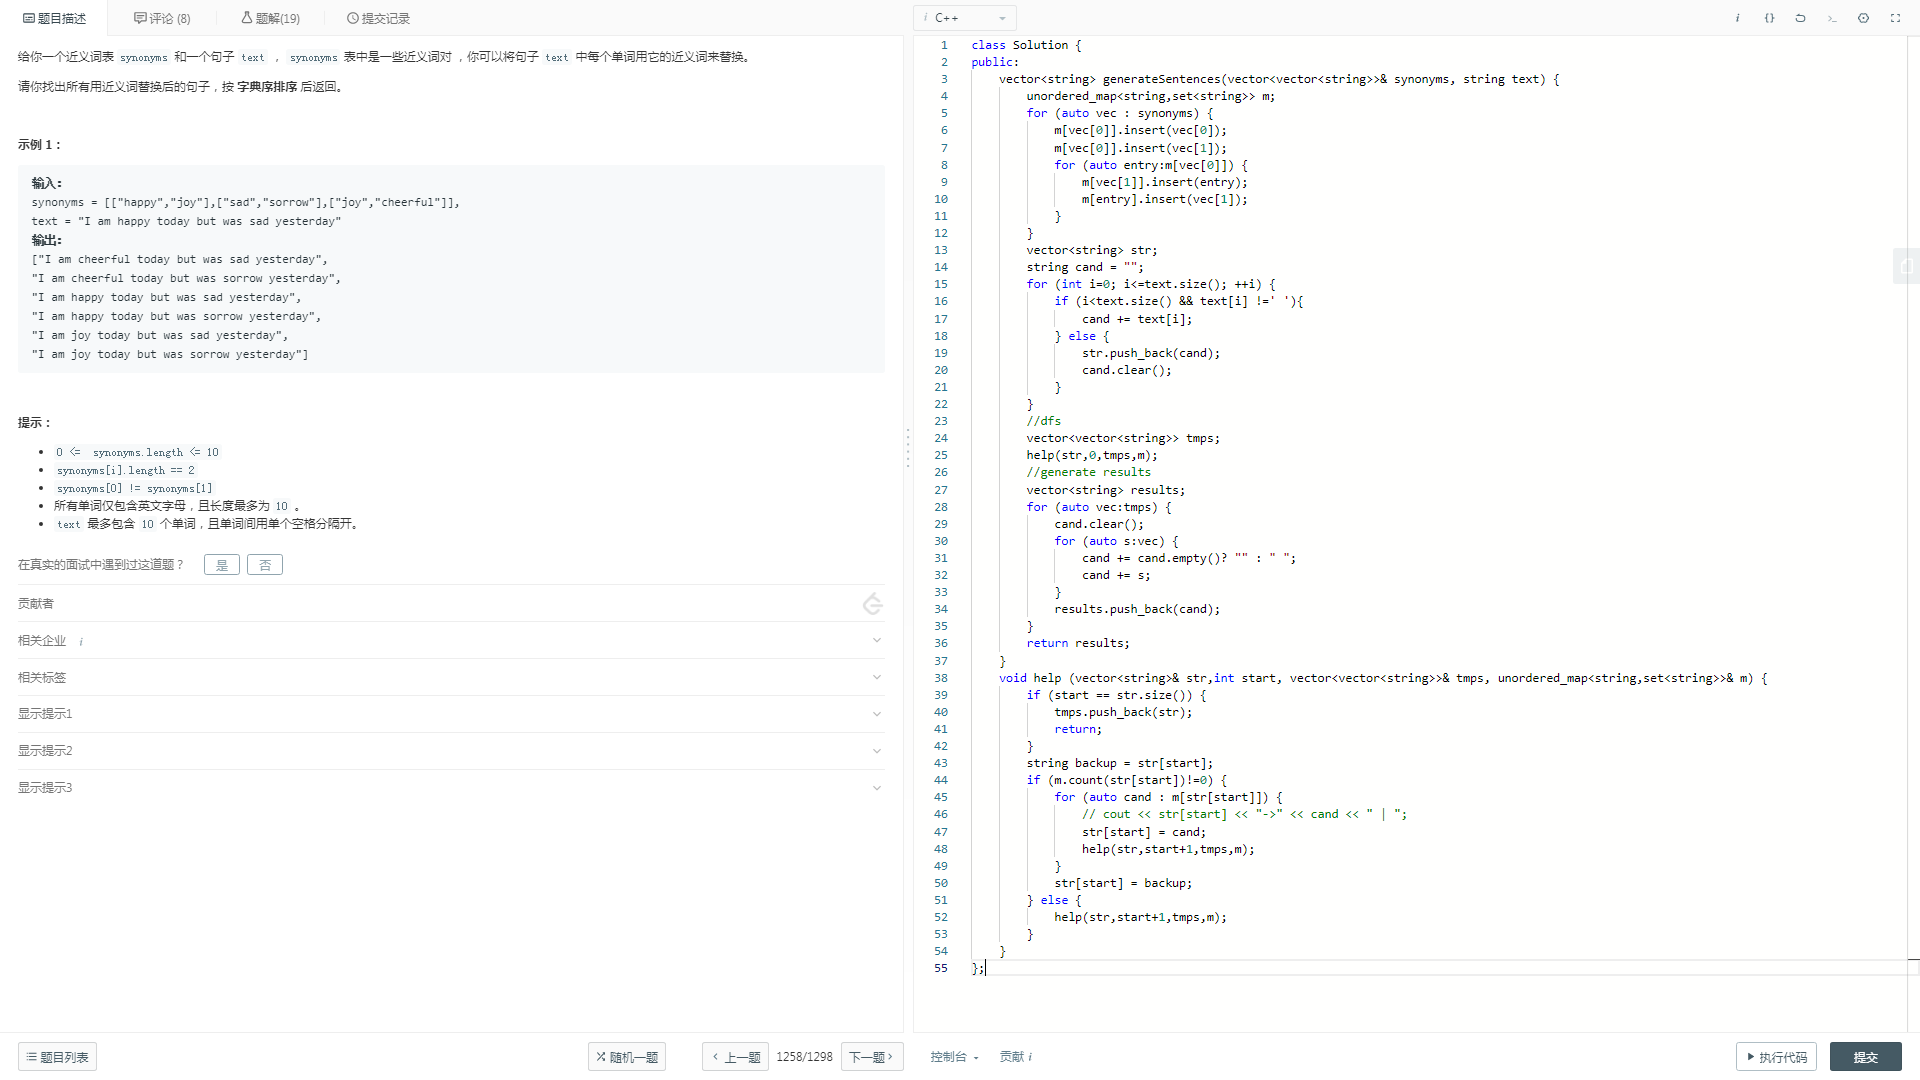 题目描述
评论 (8)
题解(19)
提交记录
给你一个近义词表 synonyms 和一个句子 text ， synonyms 表中是一些近义词对 ，你可以将句子 text 中每个单词用它的近义词来替换。
请你找出所有用近义词替换后的句子，按 字典序排序 后返回。
示例 1：
输入:
synonyms = [["happy","joy"],["sad","sorrow"],["joy","cheerful"]],
text = "I am happy today but was sad yesterday"
输出:
["I am cheerful today but was sad yesterday",
"I am cheerful today but was sorrow yesterday",
"I am happy today but was sad yesterday",
"I am happy today but was sorrow yesterday",
"I am joy today but was sad yesterday",
"I am joy today but was sorrow yesterday"]
提示：
0 <= synonyms.length <= 10
synonyms[i].length == 2
synonyms[0] != synonyms[1]
所有单词仅包含英文字母，且长度最多为 10 。
text 最多包含 10 个单词，且单词间用单个空格分隔开。
在真实的面试中遇到过这道题？ 是 否
贡献者
相关企业 i
相关标签
显示提示1
显示提示2
显示提示3
题目列表
随机一题
上一题
1258/1298
下一题
i C++
i {} >_
1 class Solution {
2 public:
3 vector<string> generateSentences(vector<vector<string>>& synonyms, string text) {
4 unordered_map<string,set<string>> m;
5 for (auto vec : synonyms) {
6 m[vec[0]].insert(vec[0]);
7 m[vec[0]].insert(vec[1]);
8 for (auto entry:m[vec[0]]) {
9 m[vec[1]].insert(entry);
10 m[entry].insert(vec[1]);
11 }
12 }
13 vector<string> str;
14 string cand = "";
15 for (int i=0; i<=text.size(); ++i) {
16 if (i<text.size() && text[i] !=' '){
17 cand += text[i];
18 } else {
19 str.push_back(cand);
20 cand.clear();
21 }
22 }
23 //dfs
24 vector<vector<string>> tmps;
25 help(str,0,tmps,m);
26 //generate results
27 vector<string> results;
28 for (auto vec:tmps) {
29 cand.clear();
30 for (auto s:vec) {
31 cand += cand.empty()? "" : " ";
32 cand += s;
33 }
34 results.push_back(cand);
35 }
36 return results;
37 }
38 void help (vector<string>& str,int start, vector<vector<string>>& tmps, unordered_map<string,set<string>>& m) {
39 if (start == str.size()) {
40 tmps.push_back(str);
41 return;
42 }
43 string backup = str[start];
44 if (m.count(str[start])!=0) {
45 for (auto cand : m[str[start]]) {
46 // cout << str[start] << "->" << cand << " | ";
47 str[start] = cand;
48 help(str,start+1,tmps,m);
49 }
50 str[start] = backup;
51 } else {
52 help(str,start+1,tmps,m);
53 }
54 }
55 };
控制台
贡献 i
执行代码
提交